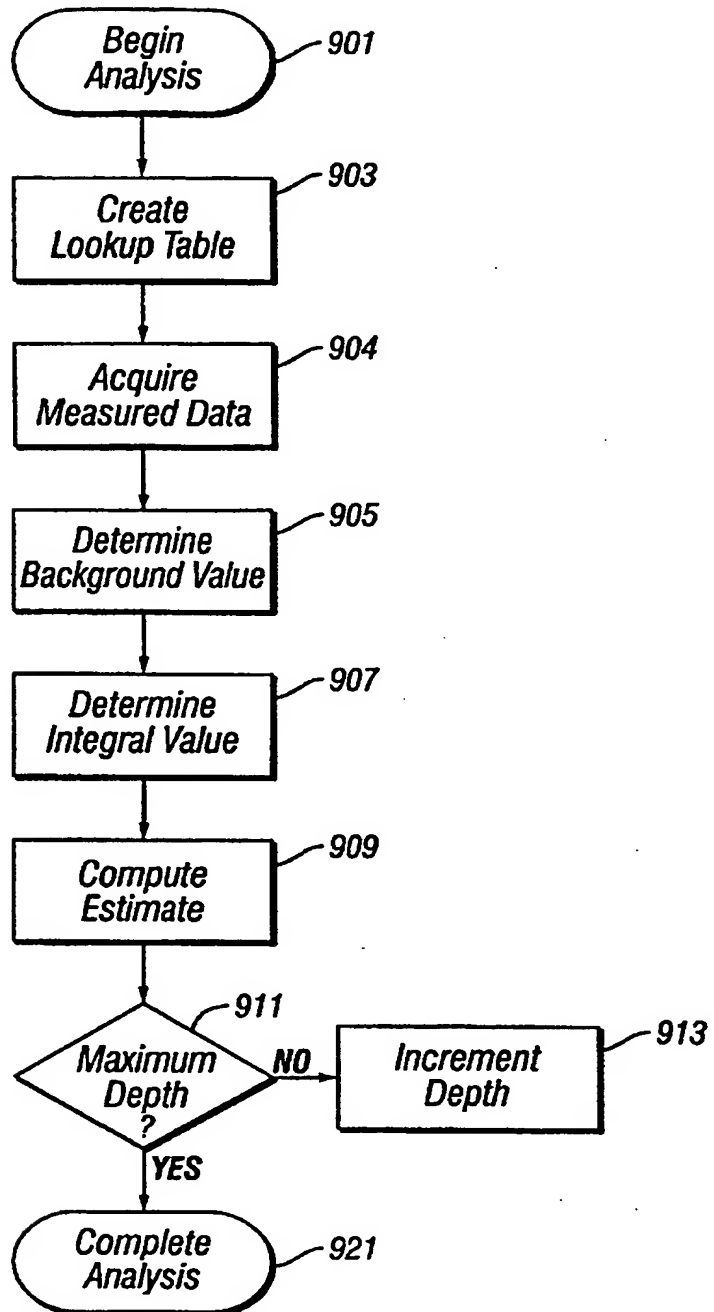 Begin
Analysis
901
Create
Lookup Table
903
Acquire
Measured Data
904
Determine
Background Value
905
Determine
Integral Value
907
Compute
Estimate
909
Maximum
Depth
?
911
NO
Increment
Depth
913
YES
Complete
Analysis
921